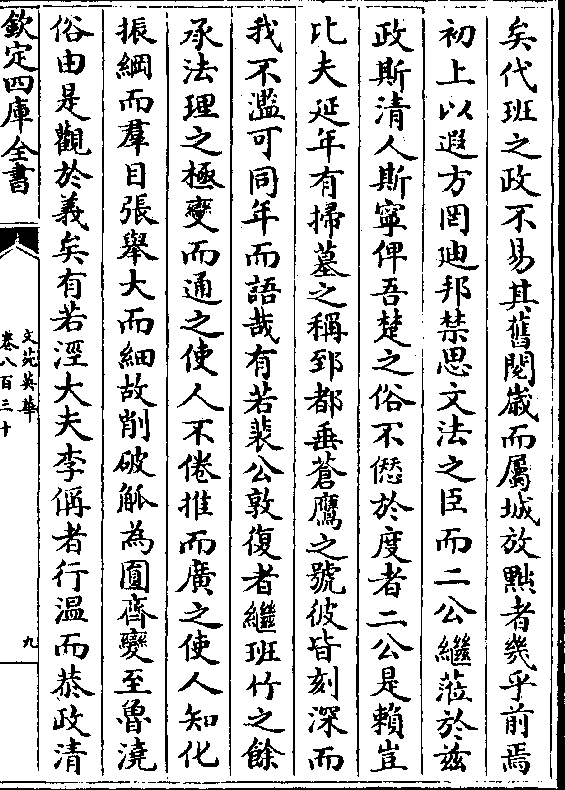 矣代班之政不易其舊閱歲而屬城放黜者幾乎前焉
初上以遐方罔廸邦禁思文法之臣而二公繼蒞於兹
政斯清人斯寧俾吾楚之俗不愆於度者二公是賴豈
比夫延年有掃墓之稱郅都垂蒼鷹之號彼皆刻深而
我不濫可同年而語哉有若裴公敦復者繼班竹之餘
承法理之極變而通之使人不倦推而廣之使人知化
振綱而羣目張舉大而細故削破觚為圓齊變至魯澆
俗由是觀於義矣有若淫大夫李偁者行溫而恭政清
欽定四庫全書
文苑英華
卷八百三十
九